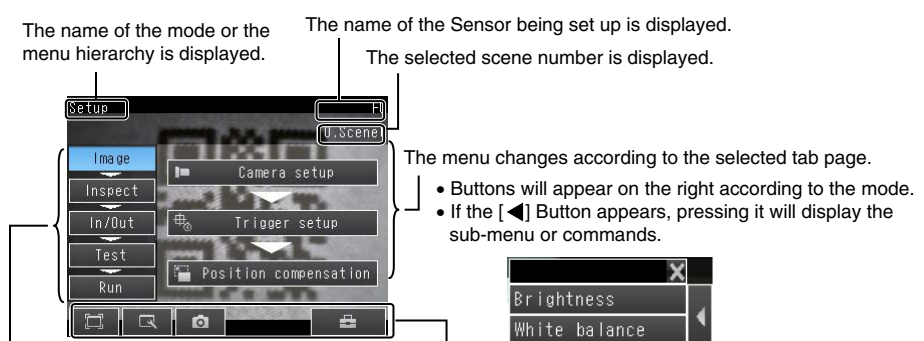 The name of the mode or the
menu hierarchy is displayed.
The name of the Sensor being set up is displayed.
The selected scene number is displayed.
Setup
Image
Inspect
In/Out
Test
Run
Camera setup
Trigger setup
Position compensation
The menu changes according to the selected tab page.
• Buttons will appear on the right according to the mode.
• If the [◀] Button appears, pressing it will display the
sub-menu or commands.
Brightness
White balance